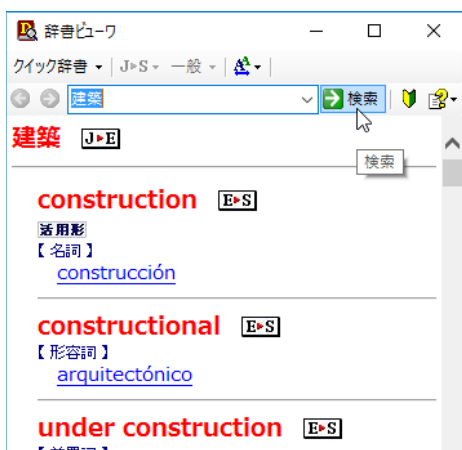 辞書ビューワ
クイック辞書 J▶S 一般 A
建築 検索
建築 J▶E
検索
construction E▶S
活用形
【名詞】
construcción
constructional E▶S
【形容詞】
arquitectónico
under construction E▶S